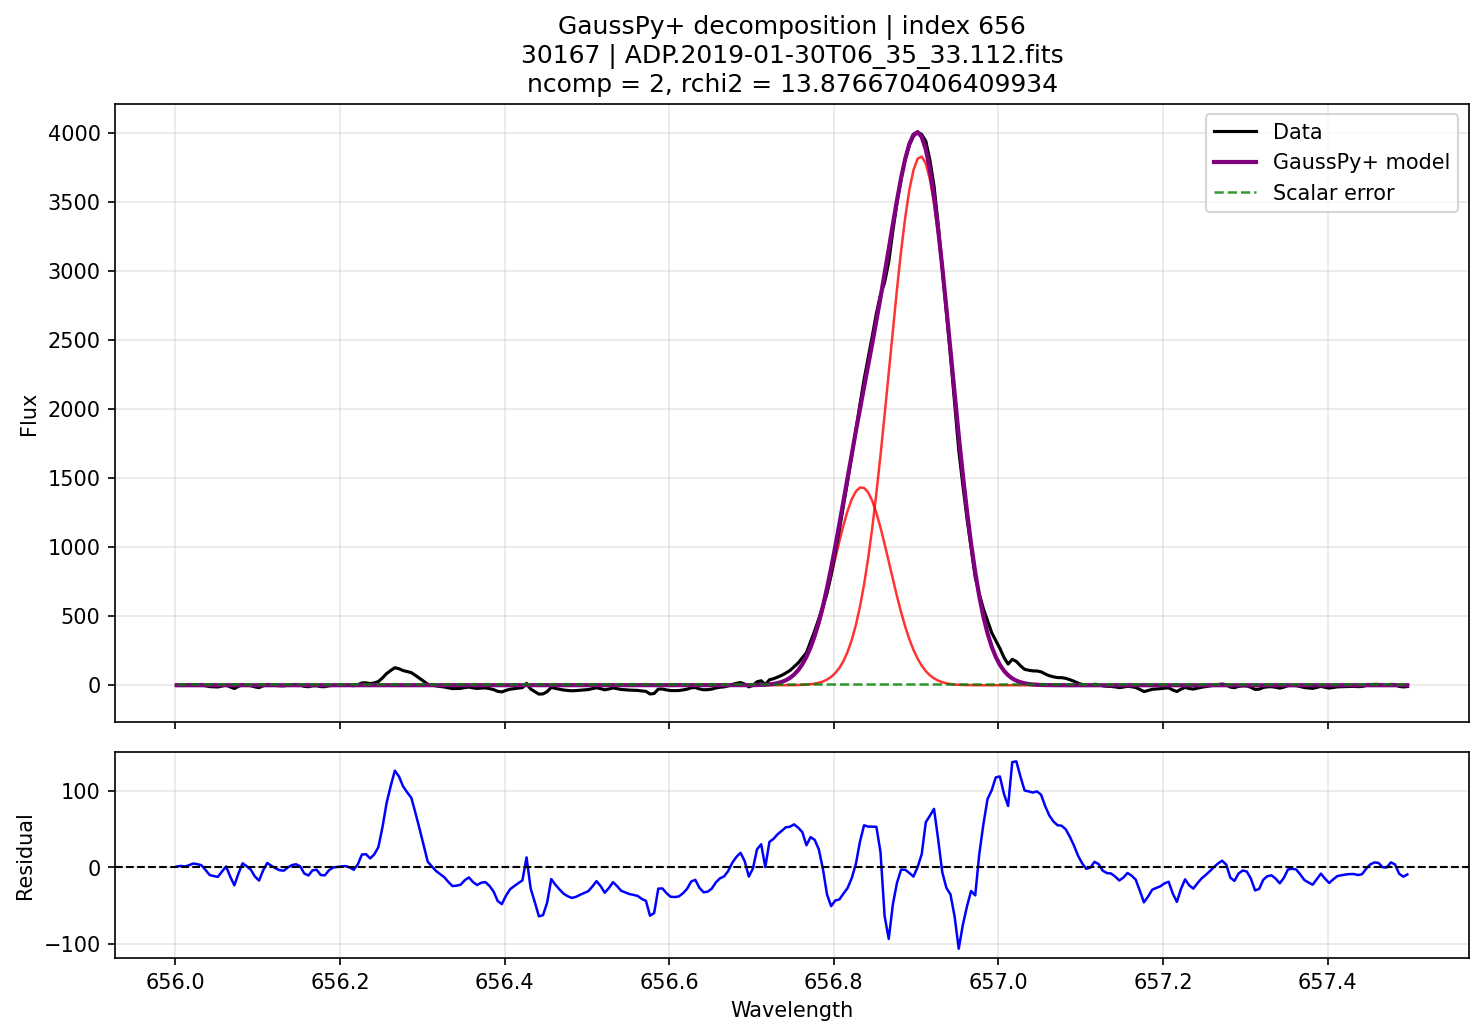 GaussPy+ decomposition | index 656
30167 | ADP.2019-01-30T06_35_33.112.fits
ncomp = 2, rchi2 = 13.876670406409934
Data
GaussPy+ model
Scalar error
4000
3500
3000
2500
2000
1500
1000
500
0
Flux
100
0
−100
Residual
656.0 656.2 656.4 656.6 656.8 657.0 657.2 657.4
Wavelength